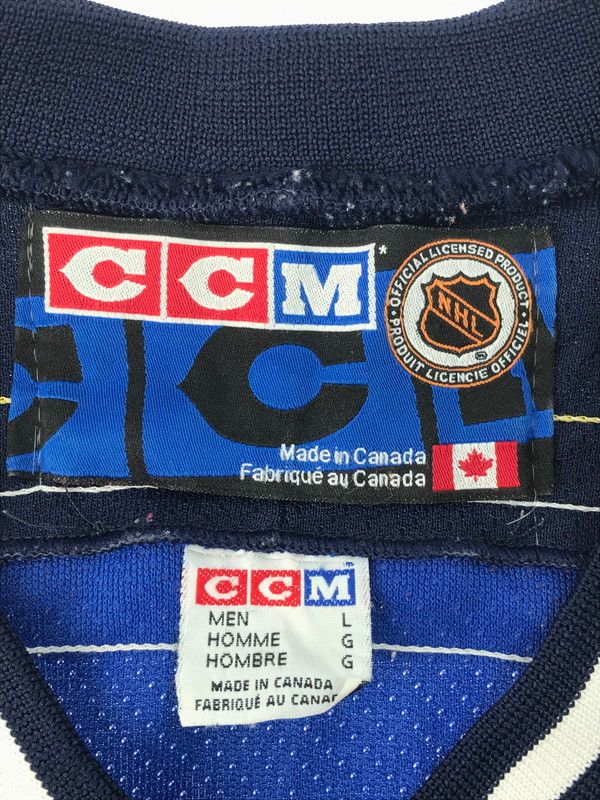 CCM*
OFFICIAL LICENSED PRODUCT
NHL
PRODUIT LICENCIE OFFICIEL
Made in Canada
Fabriqué au Canada
CCM
MEN L
HOMME G
HOMBRE G
MADE IN CANADA
FABRIQUÉ AU CANAD